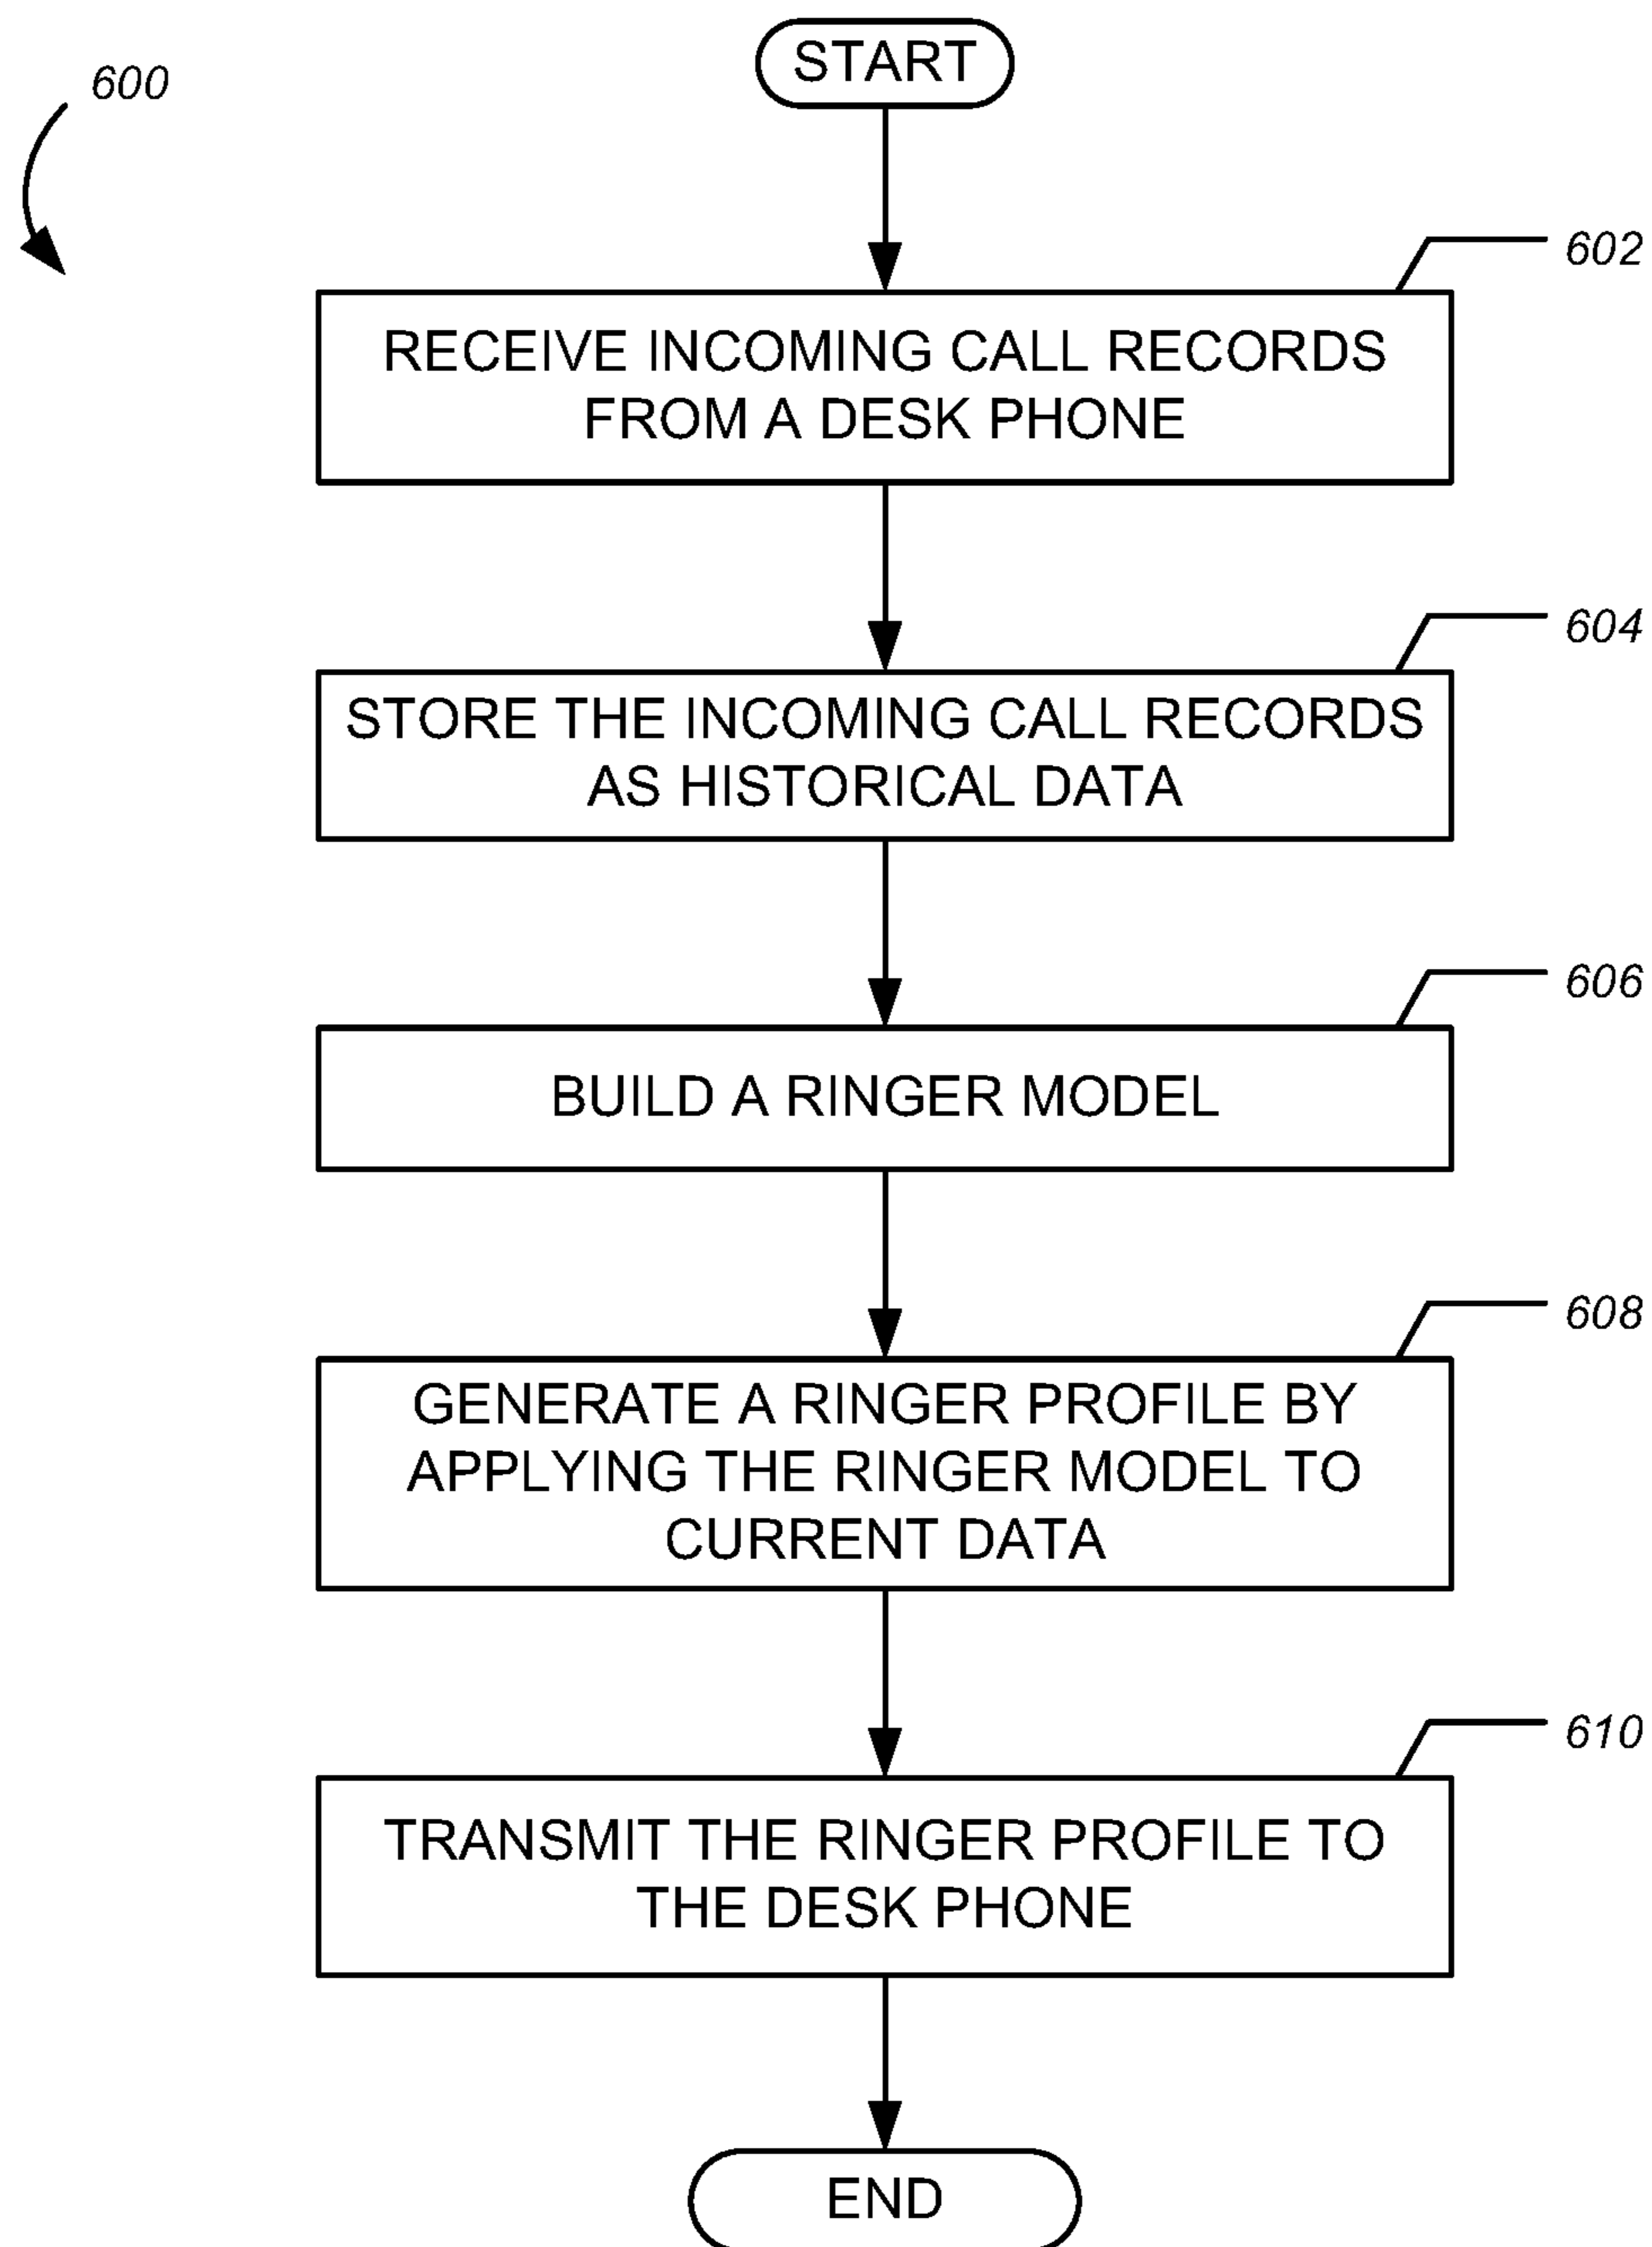 START
600
602
RECEIVE INCOMING CALL RECORDS
FROM A DESK PHONE
604
STORE THE INCOMING CALL RECORDS
AS HISTORICAL DATA
606
BUILD A RINGER MODEL
608
GENERATE A RINGER PROFILE BY
APPLYING THE RINGER MODEL TO
CURRENT DATA
610
TRANSMIT THE RINGER PROFILE TO
THE DESK PHONE
END